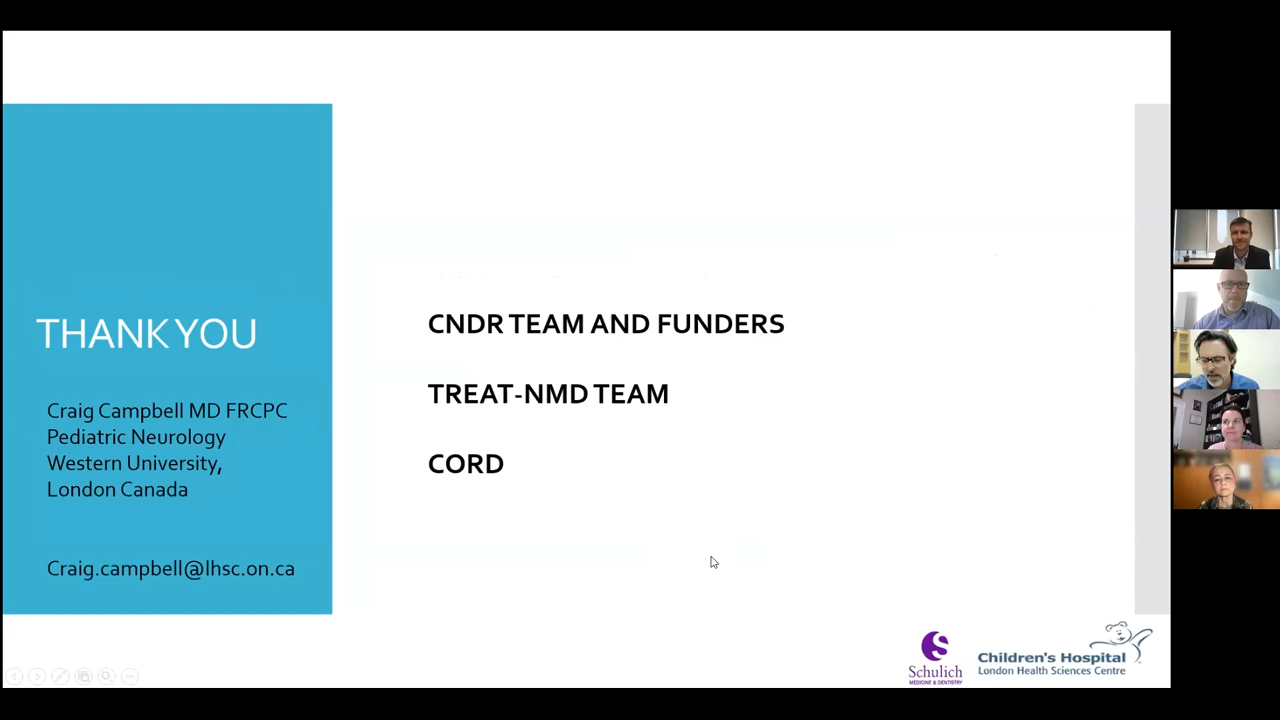 THANK YOU
Craig Campbell MD FRCPC
Pediatric Neurology
Western University,
London Canada
Craig.campbell@lhsc.on.ca
CNDR TEAM AND FUNDERS
TREAT-NMD TEAM
CORD
Schulich
MEDICINE & DENTISTRY
Children's Hospital
London Health Sciences Centre